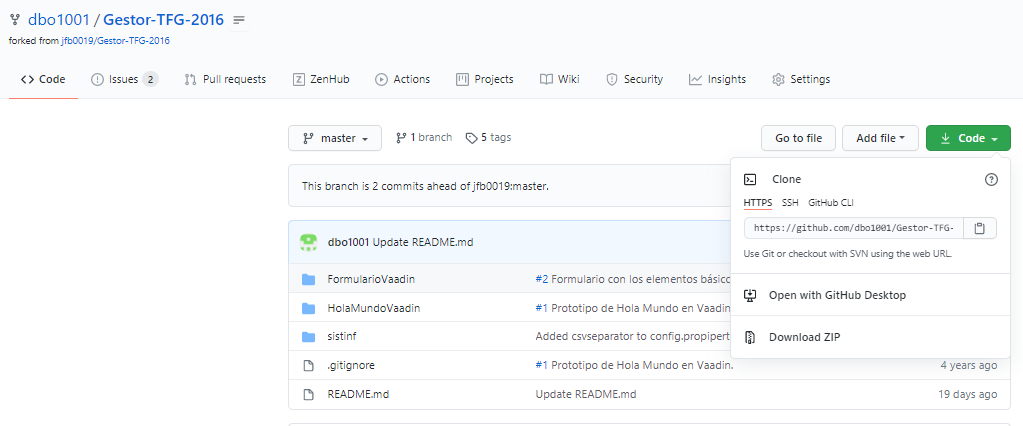 dbo1001 / Gestor-TFG-2016
forked from jfb0019/Gestor-TFG-2016
Code Issues 2 Pull requests ZenHub Actions Projects Wiki Security Insights Settings
master 1 branch 5 tags Go to file Add file Code
This branch is 2 commits ahead of jfb0019:master.
Clone
HTTPS SSH GitHub CLI
https://github.com/dbo1001/Gestor-TFG-
Use Git or checkout with SVN using the web URL.
Open with GitHub Desktop
Download ZIP
dbo1001 Update README.md
FormularioVaadin #2 Formulario con los elementos básico
HolaMundoVaadin #1 Prototipo de Hola Mundo en Vaadin
sistinf Added csvseparator to config.propipert
.gitignore #1 Prototipo de Hola Mundo en Vaadin. 4 years ago
README.md Update README.md 19 days ago